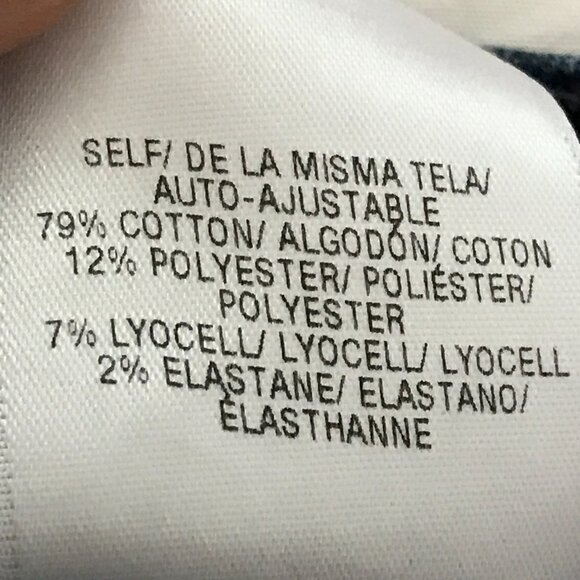 SELF/ DE LA MISMA TELA/
AUTO-AJUSTABLE
79% COTTON/ ALGODÓN/ COTON
12% POLYESTER/ POLIÉSTER/
POLYESTER
7% LYOCELL/ LYOCELL/ LYOCELL
2% ELASTANE/ ELASTANO/
ÉLASTHANNE